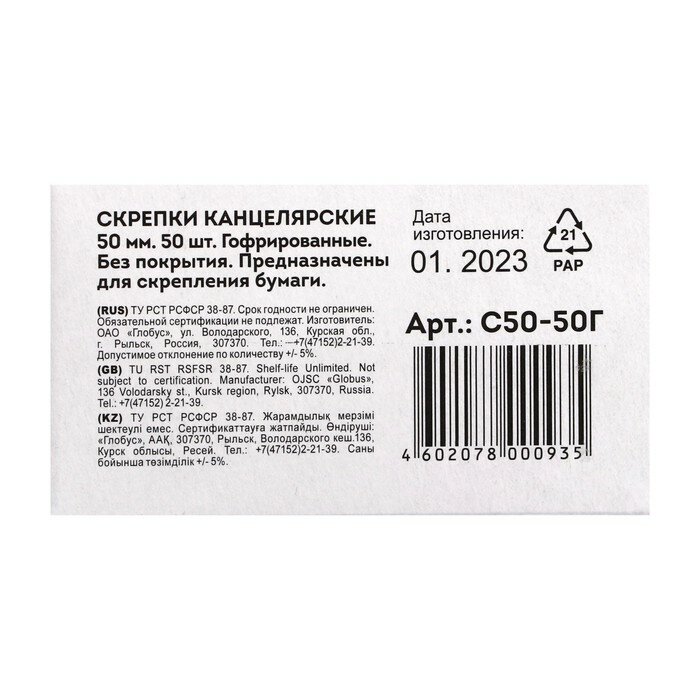 СКРЕПКИ КАНЦЕЛЯРСКИЕ
50 мм. 50 шт. Гофрированные.
Без покрытия. Предназначены
для скрепления бумаги.
(RUS) ТУ РСТ РСФСР 38-87. Срок годности не ограничен.
Обязательной сертификации не подлежат. Изготовитель:
ОАО «Глобус», ул. Володарского, 136, Курская обл.,
г. Рыльск, Россия, 307370. Тел.: –+7(47152)2-21-39.
Допустимое отклонение по количеству +/- 5%.
(GB) TU RST RSFSR 38-87. Shelf-life Unlimited. Not
subject to certification. Manufacturer: OJSC «Globus»,
136 Volodarsky st., Kursk region, Rylsk, 307370, Russia.
Tel.: +7(47152) 2-21-39.
(KZ) ТУ РСТ РСФСР 38-87. Жарамдылық мерзімі
шектеулі емес. Сертификаттауға жатпайды. Өндіруші:
«Глобус», ААҚ, 307370, Рыльск, Володарского кеш.136,
Курск облысы, Ресей. Тел.: +7(47152)2-21-39. Саны
бойынша төзімділік +/- 5%.
Дата
изготовления:
01. 2023
21
PAP
Арт.: С50-50Г
4 602078 000935